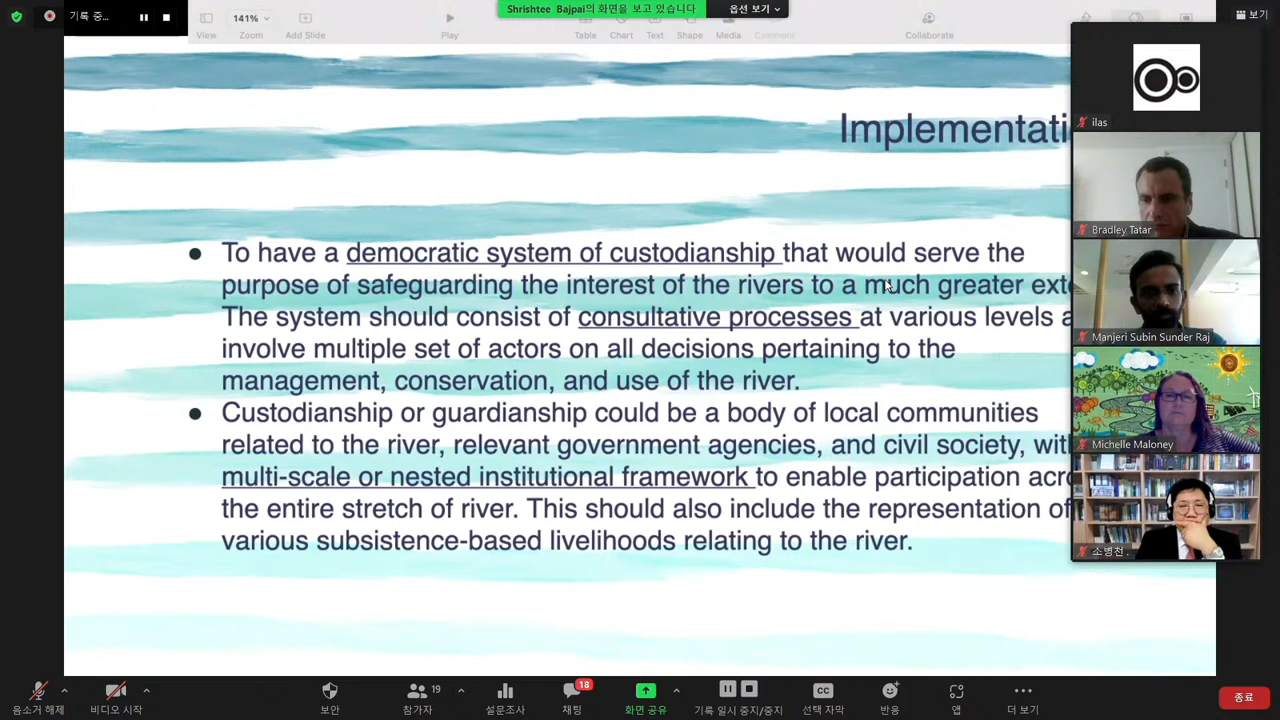 기록 중...
Shrishtee Bajpai의 화면을 보고 있습니다
옵션 보기
보기
141%
View
Zoom
Add Slide
Play
Table
Chart
Text
Shape
Media
Comment
Collaborate
Implementati
● To have a democratic system of custodianship that would serve the
purpose of safeguarding the interest of the rivers to a much greater exte
The system should consist of consultative processes at various levels a
involve multiple set of actors on all decisions pertaining to the
management, conservation, and use of the river.
● Custodianship or guardianship could be a body of local communities
related to the river, relevant government agencies, and civil society, wit
multi-scale or nested institutional framework to enable participation acro
the entire stretch of river. This should also include the representation of
various subsistence-based livelihoods relating to the river.
ilas
Bradley Tatar
Manjeri Subin Sunder Raj
Michelle Maloney
소병천 .
음소거 해제
비디오 시작
보안
참가자
19
설문조사
채팅
18
화면 공유
기록 일시 중지/중지
CC
선택 자막
반응
앱
더 보기
종료